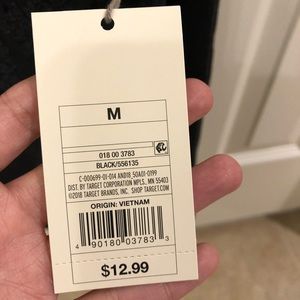 M
018 00 3783
BLACK/556135
C-000699-01-014 AND18_50A01-0199
DIST. BY TARGET CORPORATION MPLS., MN 55403
©2018 TARGET BRANDS, INC. SHOP TARGET.COM
ORIGIN: VIETNAM
4 90180 03783 3
$12.99